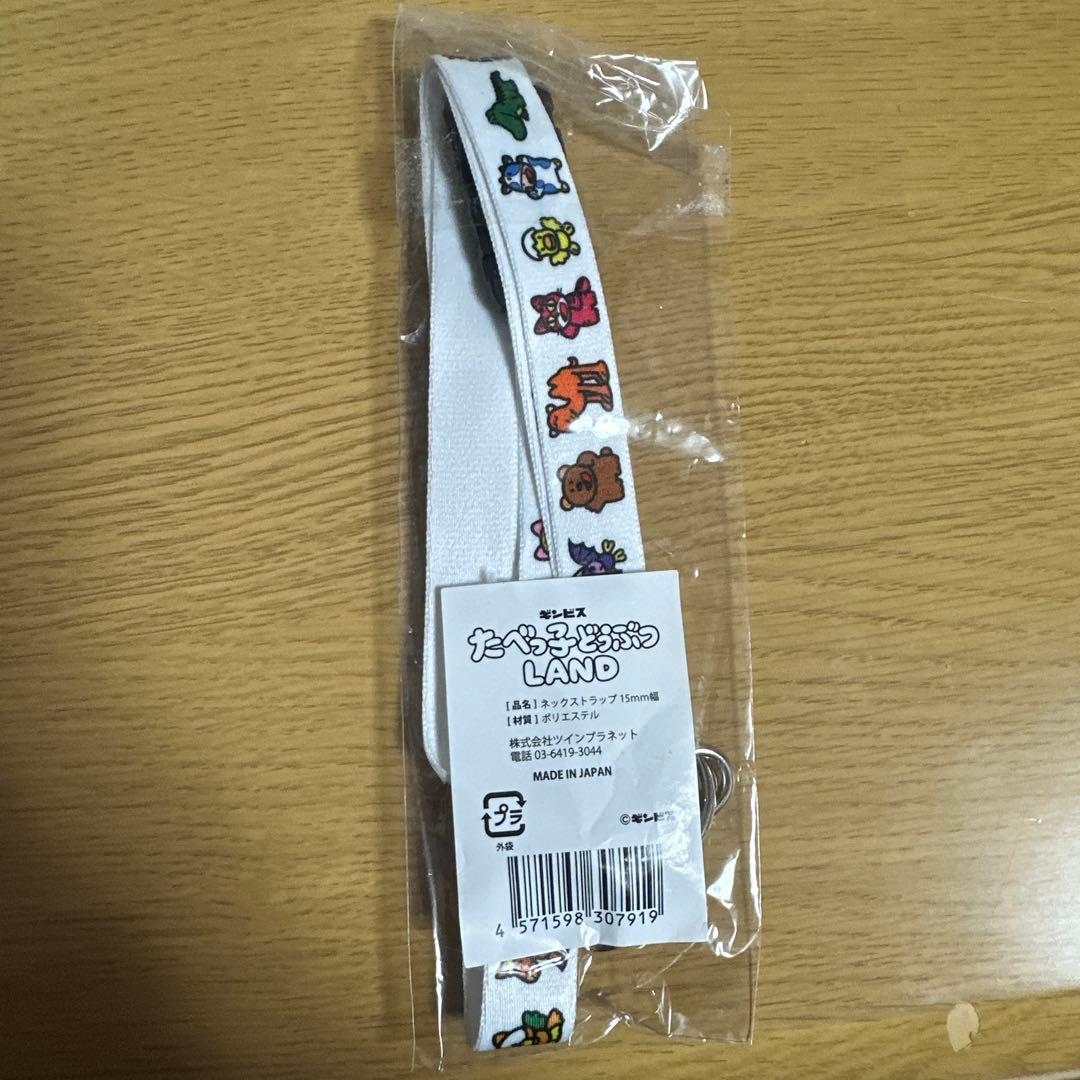 ギンビス
たべっ子どうぶつ
LAND
[品名] ネックストラップ 15mm幅
[材質] ポリエステル
株式会社ツインプラネット
電話 03-6419-3044
MADE IN JAPAN
プラ
外袋
©ギンビス
4 571598 307919